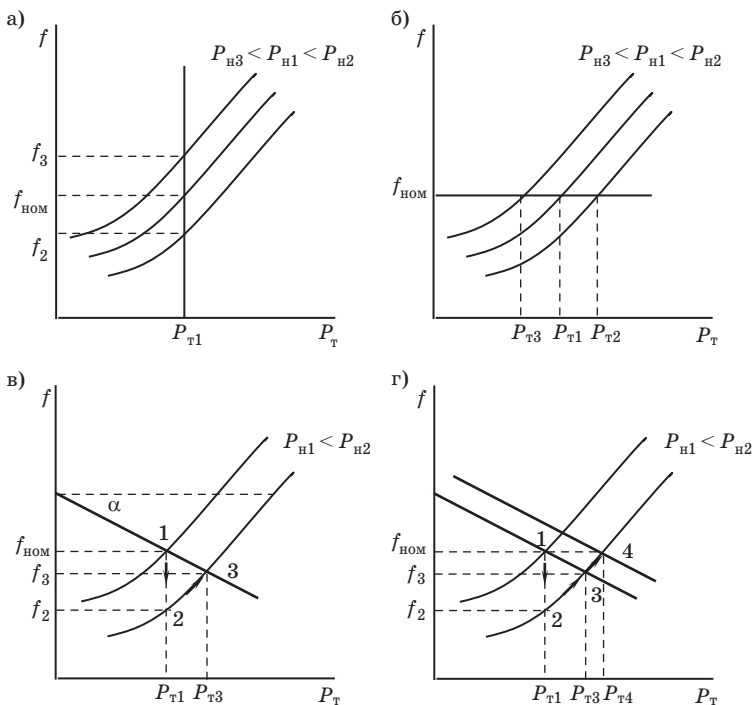 а)
f
Pн3 < Pн1 < Pн2
f3
fном
f2
Pт1
Pт
б)
f
Pн3 < Pн1 < Pн2
fном
Pт3 Pт1 Pт2
Pт
в)
f
Pн1 < Pн2
α
1
fном
f3
3
f2
2
Pт1 Pт3
Pт
г)
f
Pн1 < Pн2
1
fном
4
f3
3
f2
2
Pт1 Pт3 Pт4
Pт